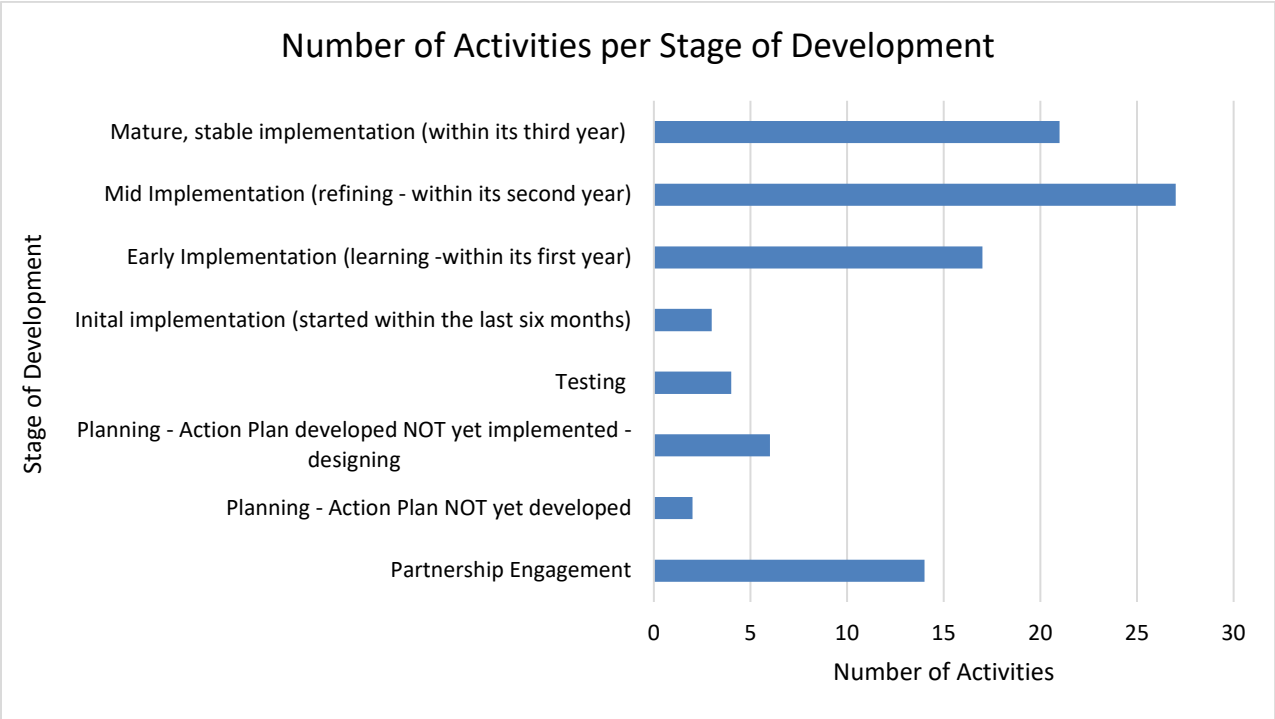 Number of Activities per Stage of Development
Stage of Development
Mature, stable implementation (within its third year)
Mid Implementation (refining - within its second year)
Early Implementation (learning -within its first year)
Inital implementation (started within the last six months)
Testing
Planning - Action Plan developed NOT yet implemented -
designing
Planning - Action Plan NOT yet developed
Partnership Engagement
0 5 10 15 20 25 30
Number of Activities